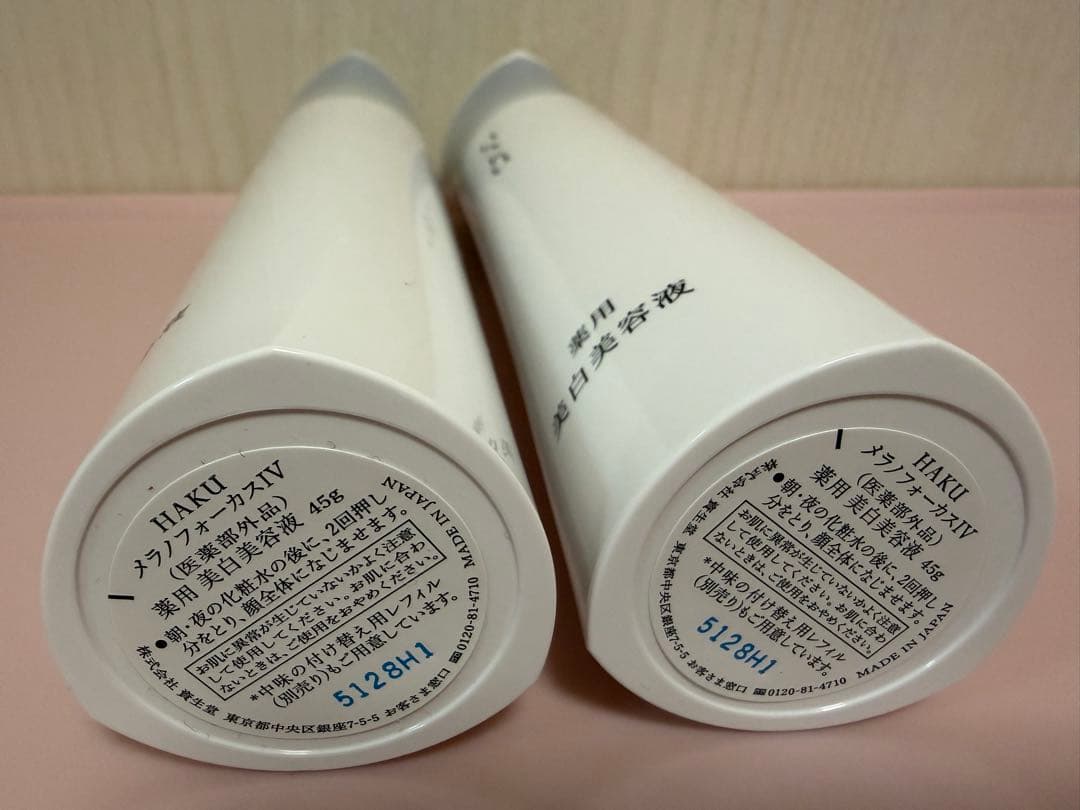 HAKU
メラノフォーカスIV
(医薬部外品)
薬用 美白美容液 45g
●朝・夜の化粧水の後に、2回押し
分をとり、顔全体になじませます。
お肌に異常が生じていないかよく注意
して使用してください。お肌に合わ
ないときは、ご使用をおやめください。
*中味の付け替え用レフィル
(別売り)もご用意しています。
5128H1
株式会社 資生堂 東京都中央区銀座7-5-5 お客さま窓口 0120-81-4710 MADE IN JAPAN
薬用
美白美容液
HAKU
メラノフォーカスIV
(医薬部外品)
薬用 美白美容液 45g
●朝・夜の化粧水の後に、2回押し
分をとり、顔全体になじませます。
お肌に異常が生じていないかよく注意
して使用してください。お肌に合わ
ないときは、ご使用をおやめください。
*中味の付け替え用レフィル
(別売り)もご用意しています。
5128H1
株式会社 資生堂 東京都中央区銀座7-5-5 お客さま窓口 0120-81-4710 MADE IN JAPAN